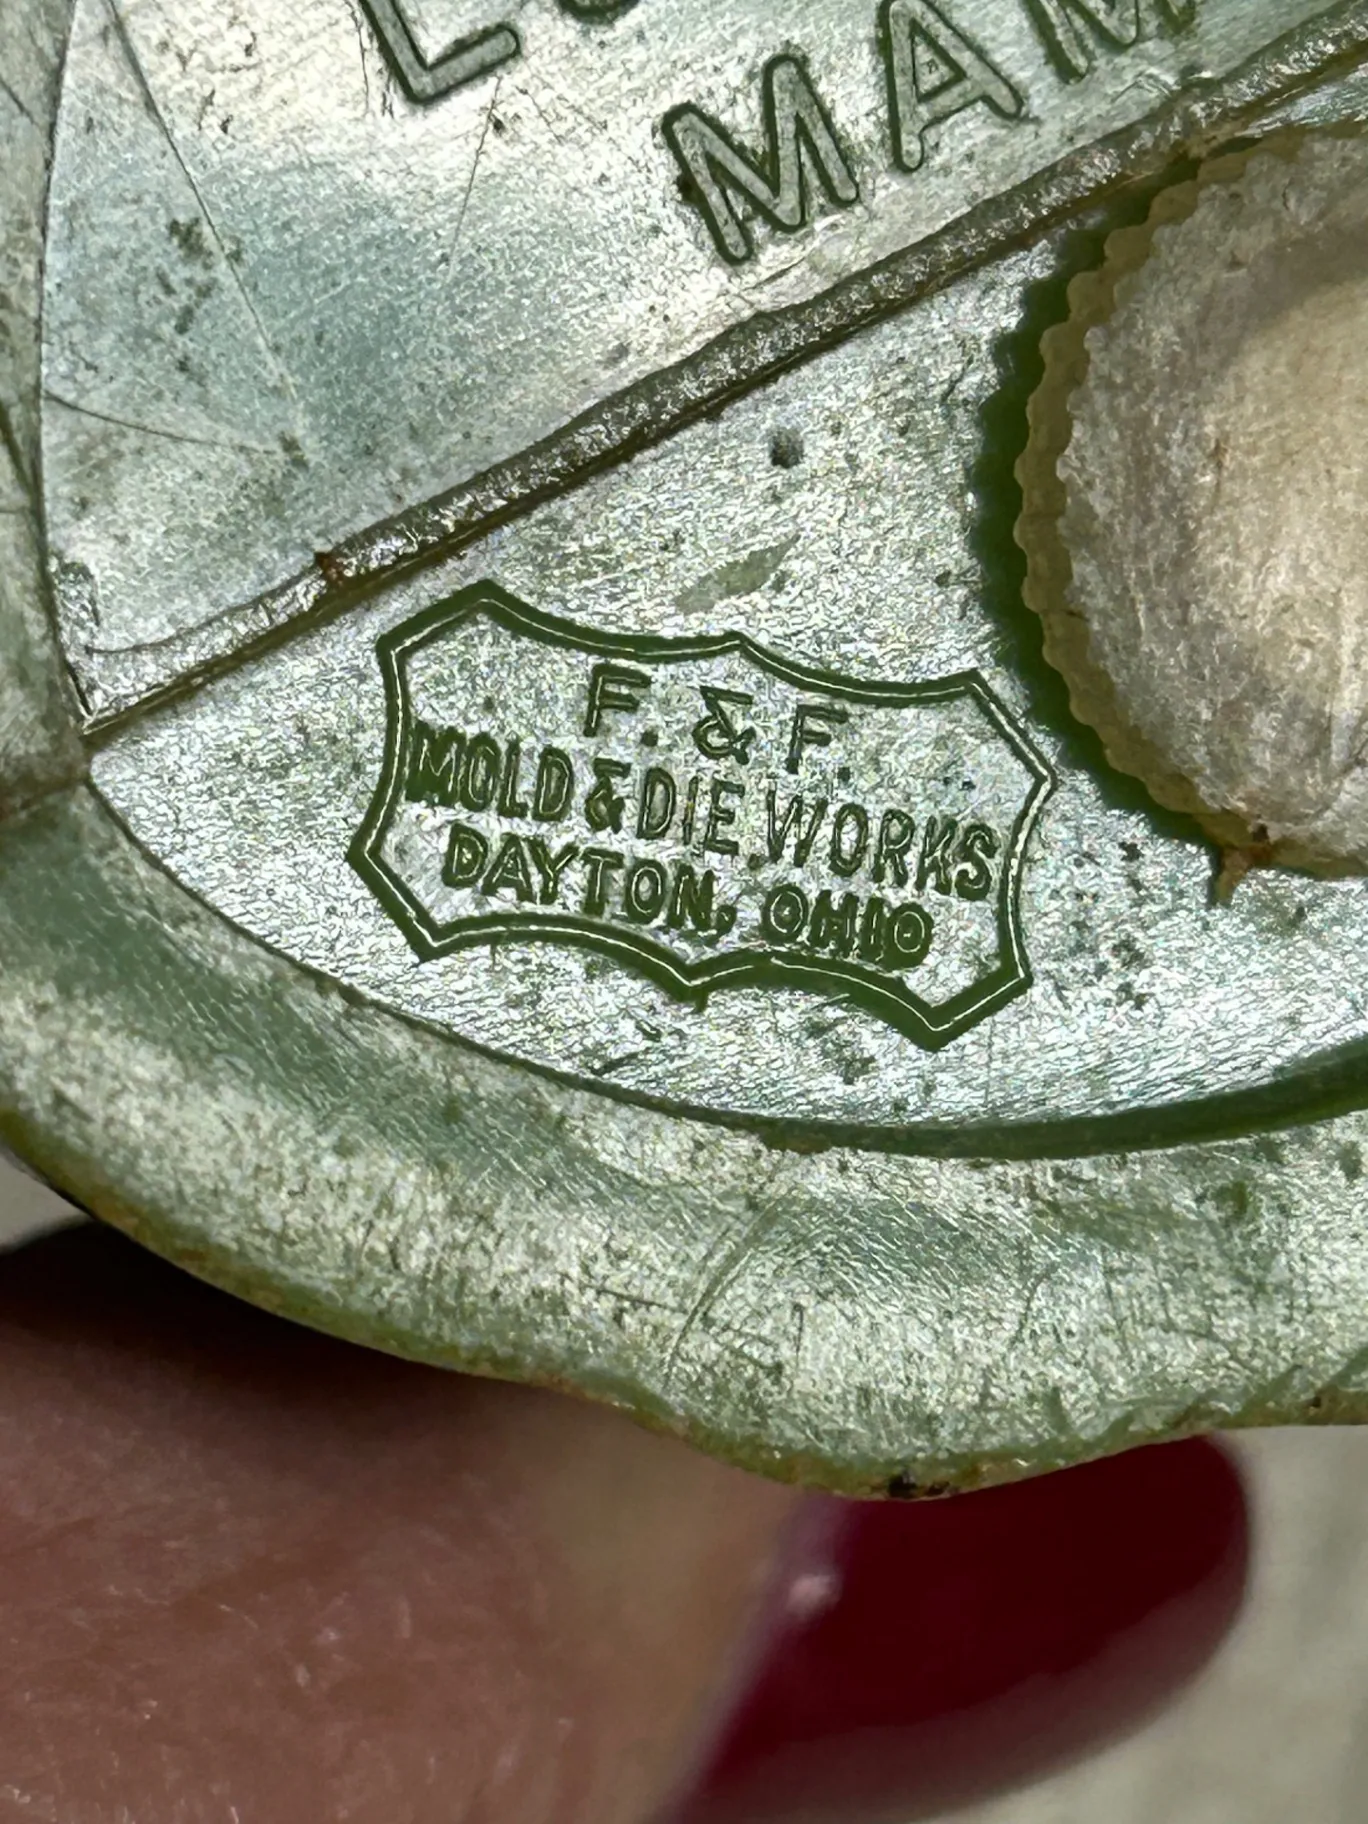 MAM
F. & F.
MOLD & DIE WORKS
DAYTON, OHIO